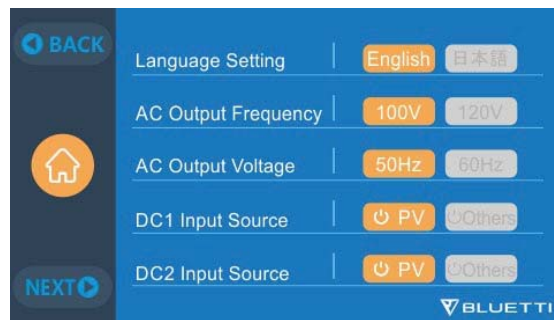 BACK
Language Setting English 日本語
AC Output Frequency 100V 120V
AC Output Voltage 50Hz 60Hz
DC1 Input Source PV Others
DC2 Input Source PV Others
NEXT
BLUETTI